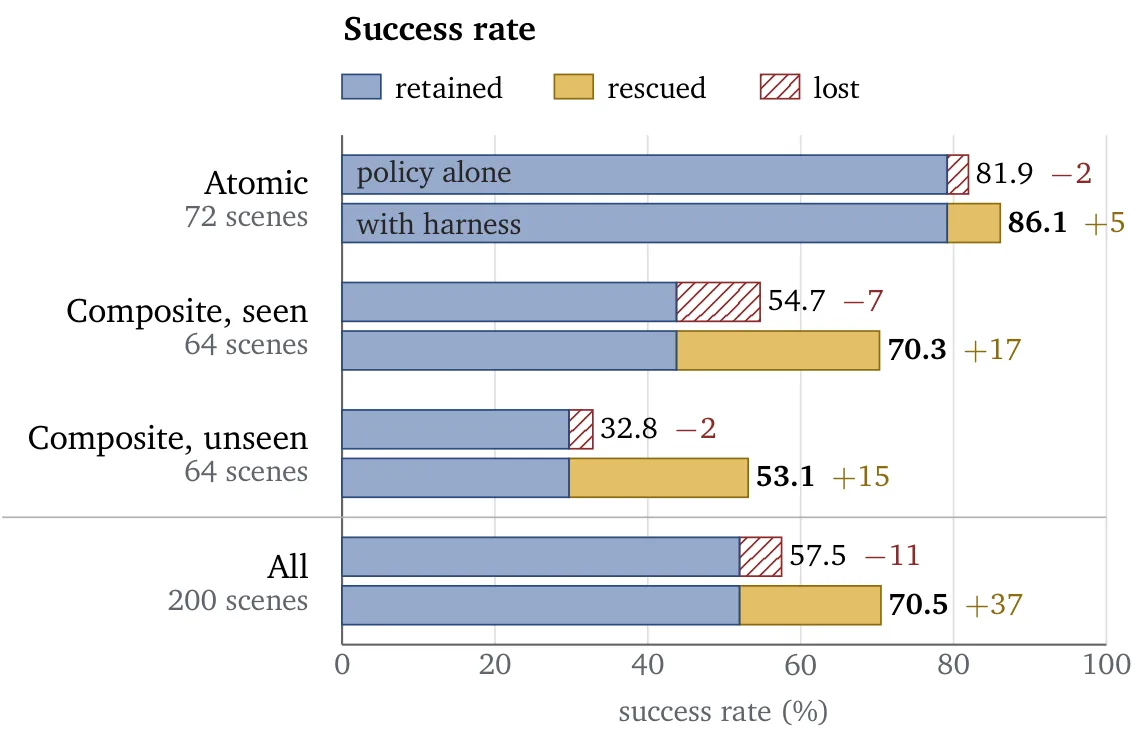 Success rate
retained rescued lost
Atomic
72 scenes
policy alone 81.9 −2
with harness 86.1 +5
Composite, seen
64 scenes
54.7 −7
70.3 +17
Composite, unseen
64 scenes
32.8 −2
53.1 +15
All
200 scenes
57.5 −11
70.5 +37
0 20 40 60 80 100
success rate (%)